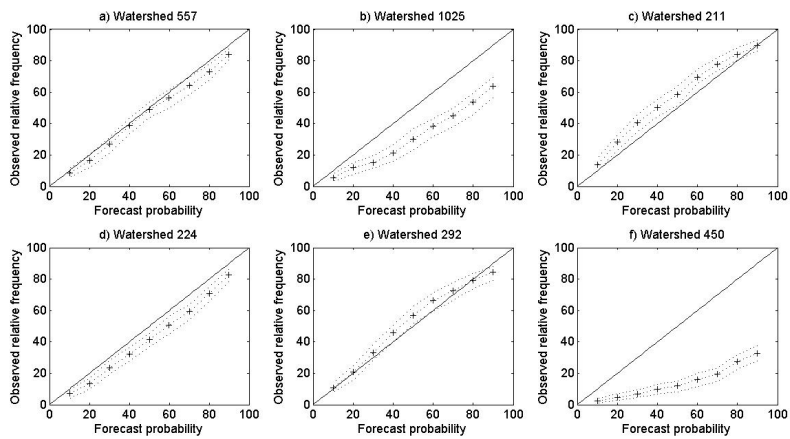 a) Watershed 557
b) Watershed 1025
c) Watershed 211
Observed relative frequency
100
80
60
40
20
0
0 20 40 60 80 100
Forecast probability
Observed relative frequency
100
80
60
40
20
0
0 20 40 60 80 100
Forecast probability
Observed relative frequency
100
80
60
40
20
0
0 20 40 60 80 100
Forecast probability
d) Watershed 224
e) Watershed 292
f) Watershed 450
Observed relative frequency
100
80
60
40
20
0
0 20 40 60 80 100
Forecast probability
Observed relative frequency
100
80
60
40
20
0
0 20 40 60 80 100
Forecast probability
Observed relative frequency
100
80
60
40
20
0
0 20 40 60 80 100
Forecast probability